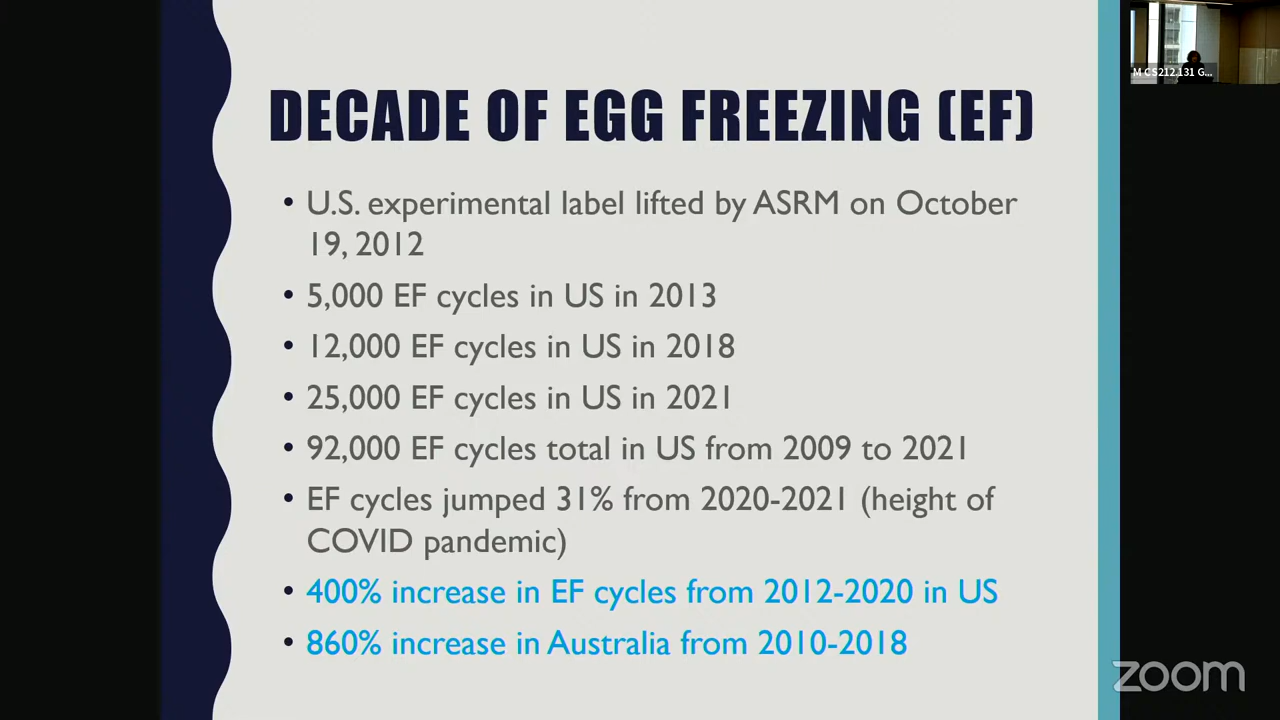 DECADE OF EGG FREEZING (EF)
• U.S. experimental label lifted by ASRM on October
19, 2012
• 5,000 EF cycles in US in 2013
• 12,000 EF cycles in US in 2018
• 25,000 EF cycles in US in 2021
• 92,000 EF cycles total in US from 2009 to 2021
• EF cycles jumped 31% from 2020-2021 (height of
COVID pandemic)
• 400% increase in EF cycles from 2012-2020 in US
• 860% increase in Australia from 2010-2018
M CS212.131 G...
zoom